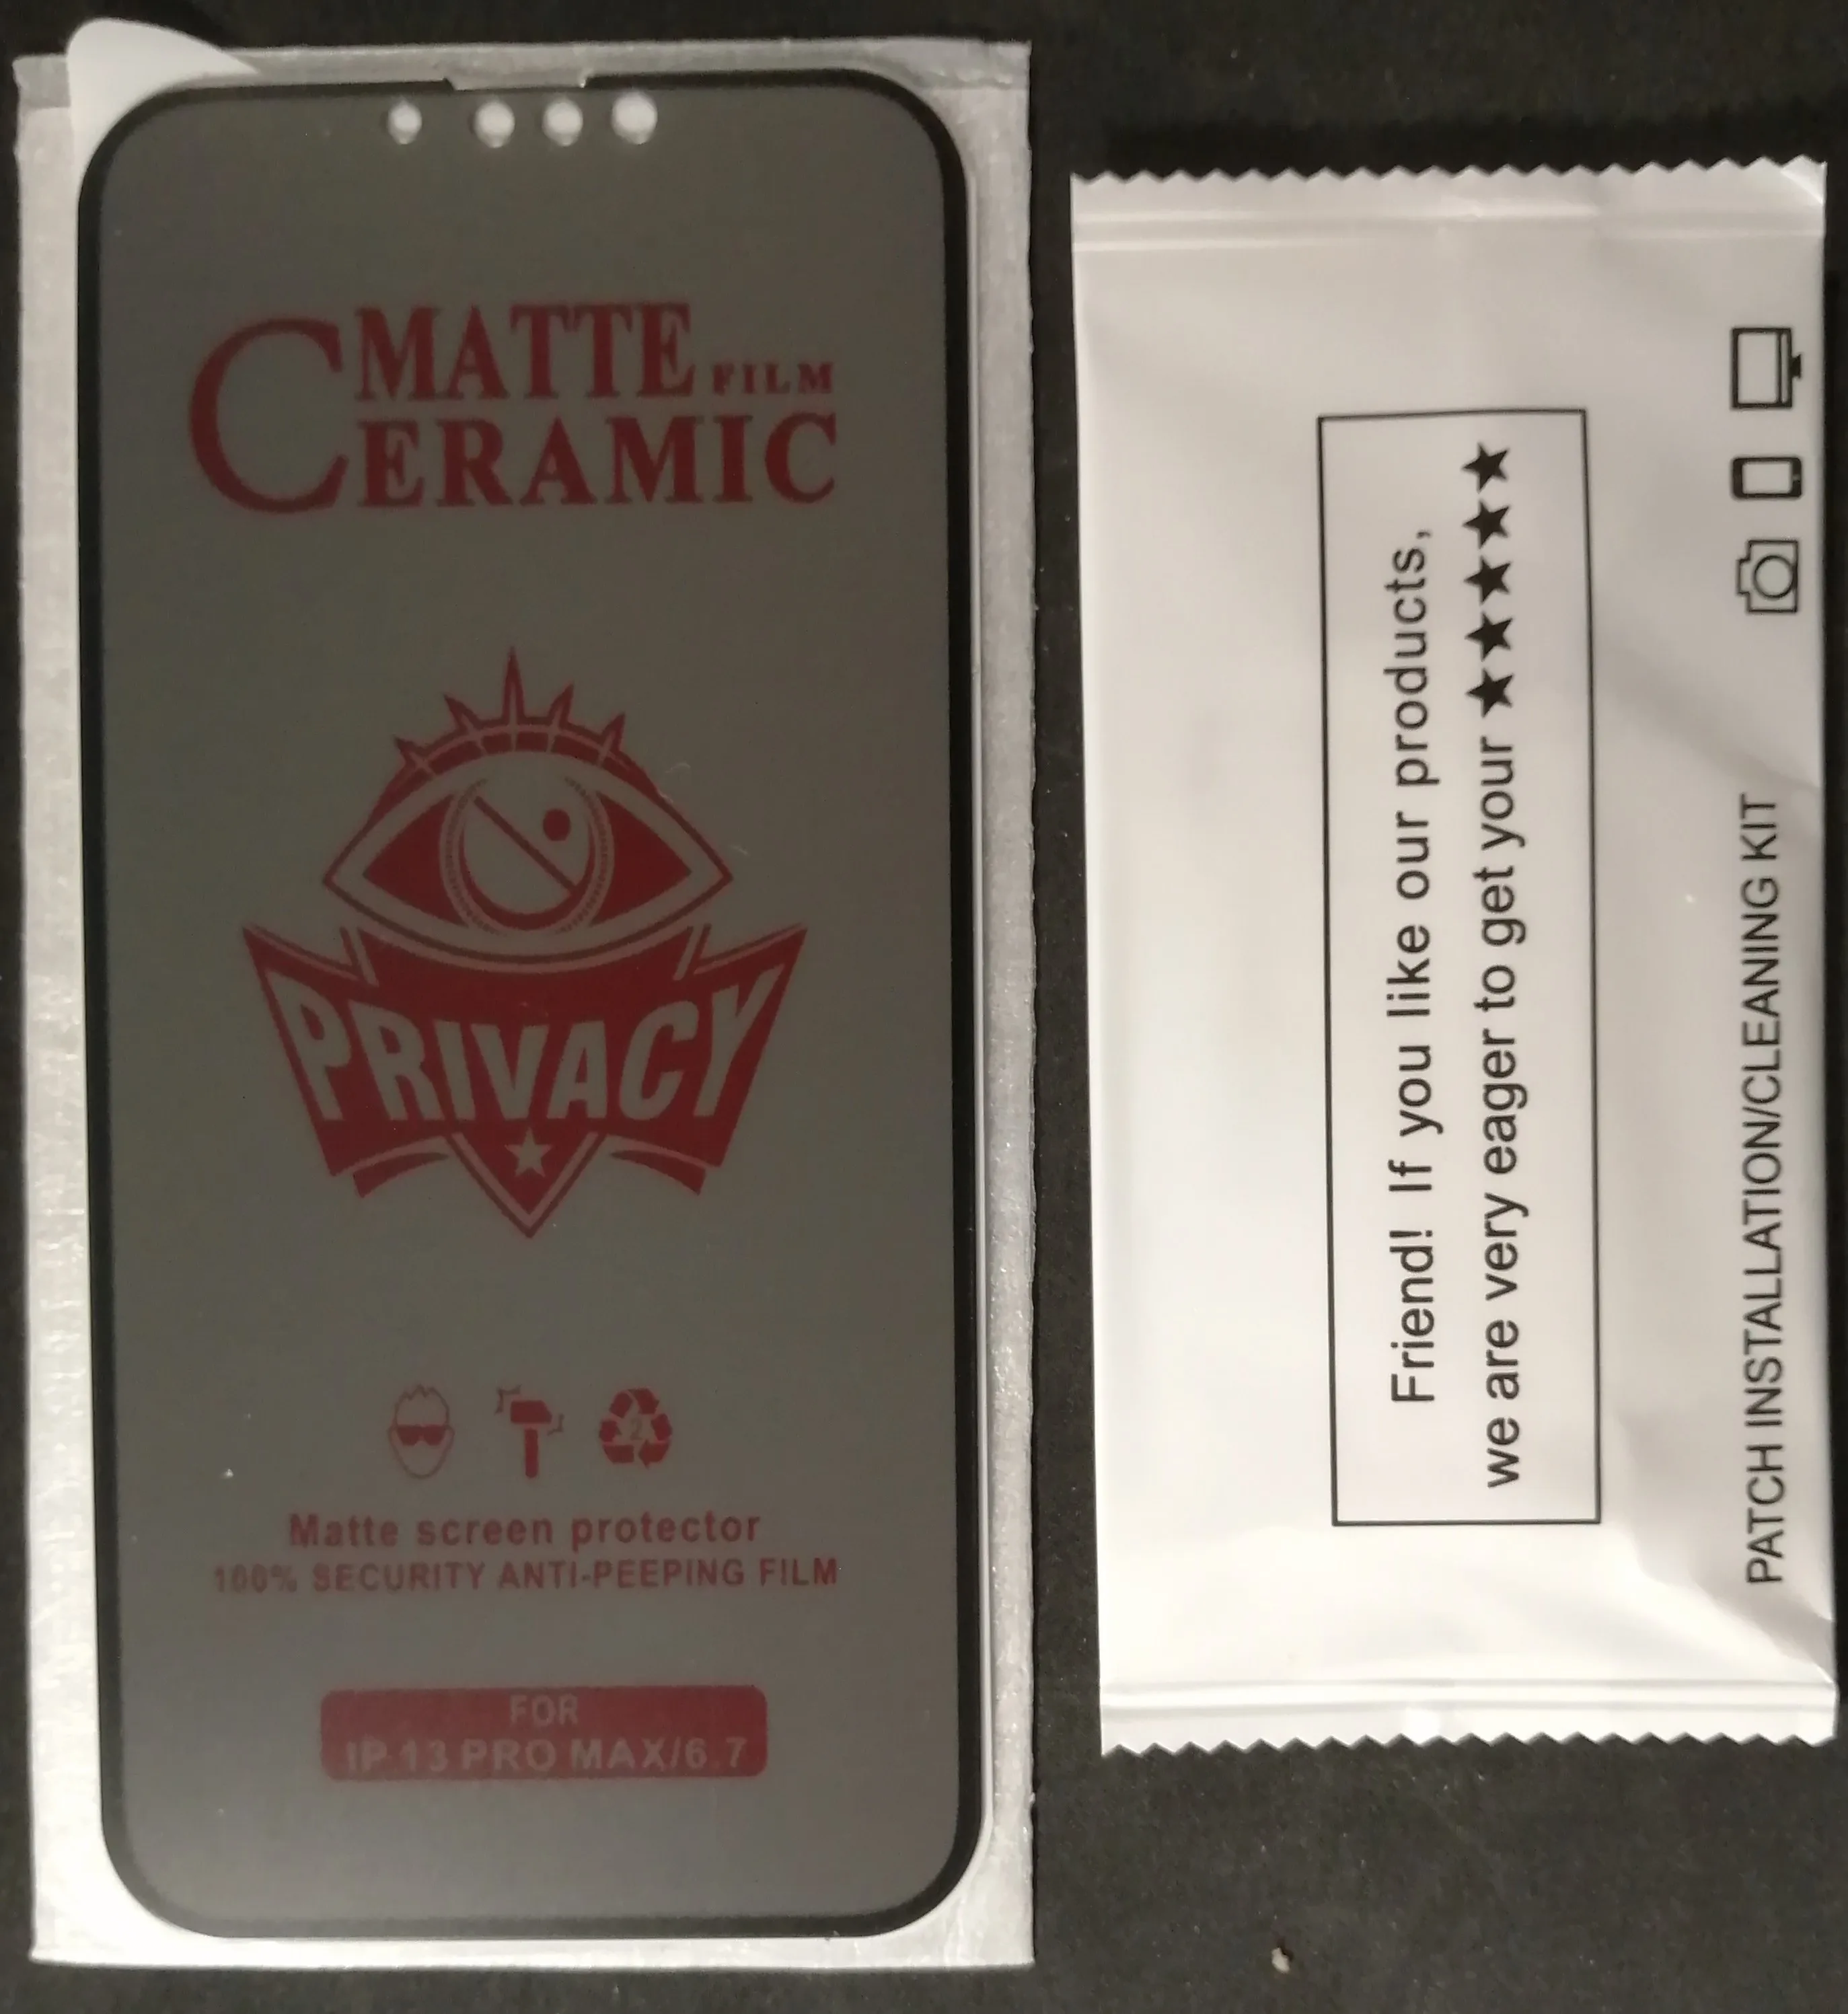 MATTE FILM
CERAMIC
PRIVACY
2
Matte screen protector
100% SECURITY ANTI-PEEPING FILM
FOR
IP 13 PRO MAX/6.7
Friend! If you like our products,
we are very eager to get your ★★★★★
PATCH INSTALLATION/CLEANING KIT